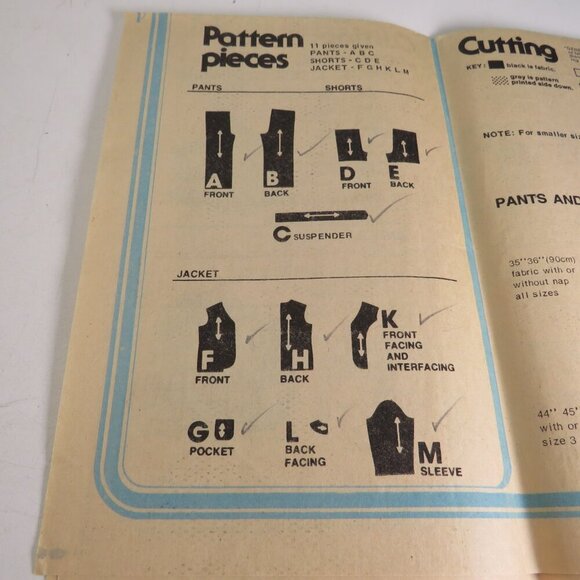 Pattern
pieces
11 pieces given
PANTS - A B C
SHORTS - C D E
JACKET - F G H K L M
PANTS
SHORTS
A
FRONT
B
BACK
D
FRONT
E
BACK
C SUSPENDER
JACKET
F
FRONT
H
BACK
K
FRONT
FACING
AND
INTERFACING
G
POCKET
L
BACK
FACING
M
SLEEVE
Cutting
KEY: black is fabric.
grey is pattern
printed side down.
NOTE: For smaller
PANTS AND
35''36''(90cm)
fabric with or
without nap
all sizes
44'' 45''
with or
size 3